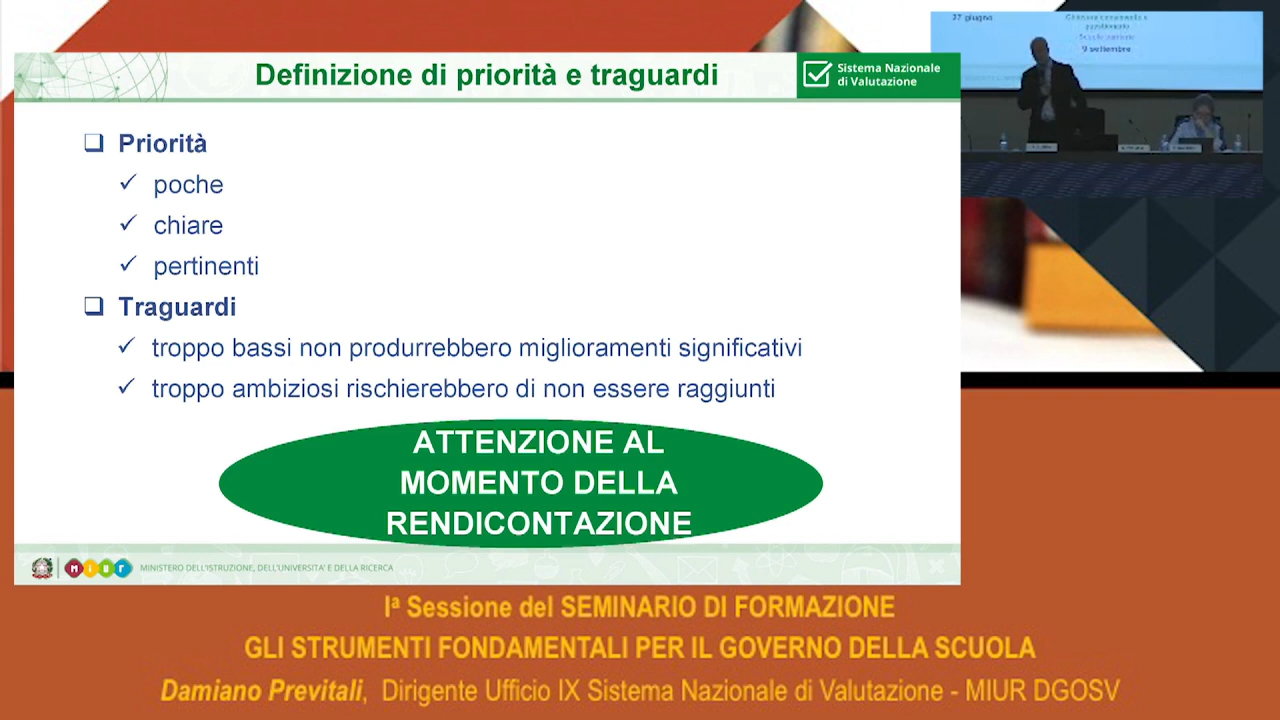 Definizione di priorità e traguardi
Sistema Nazionale
di Valutazione
Priorità
poche
chiare
pertinenti
Traguardi
troppo bassi non produrrebbero miglioramenti significativi
troppo ambiziosi rischierebbero di non essere raggiunti
ATTENZIONE AL
MOMENTO DELLA
RENDICONTAZIONE
MIUR
MINISTERO DELL'ISTRUZIONE, DELL'UNIVERSITA' E DELLA RICERCA
27 giugno
9 settembre
Iª Sessione del SEMINARIO DI FORMAZIONE
GLI STRUMENTI FONDAMENTALI PER IL GOVERNO DELLA SCUOLA
Damiano Previtali, Dirigente Ufficio IX Sistema Nazionale di Valutazione - MIUR DGOSV